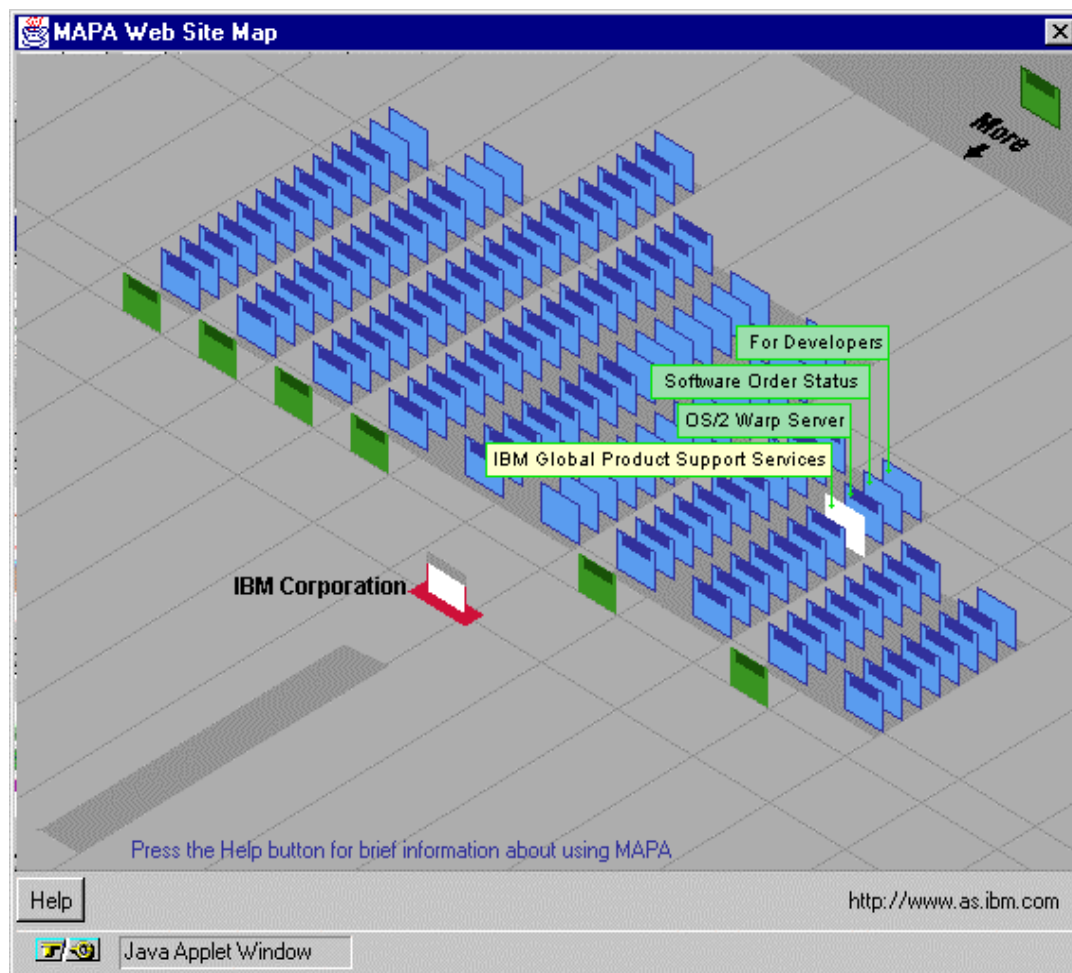 MAPA Web Site Map
More
For Developers
Software Order Status
OS/2 Warp Server
IBM Global Product Support Services
IBM Corporation
Press the Help button for brief information about using MAPA
Help
http://www.as.ibm.com
Java Applet Window